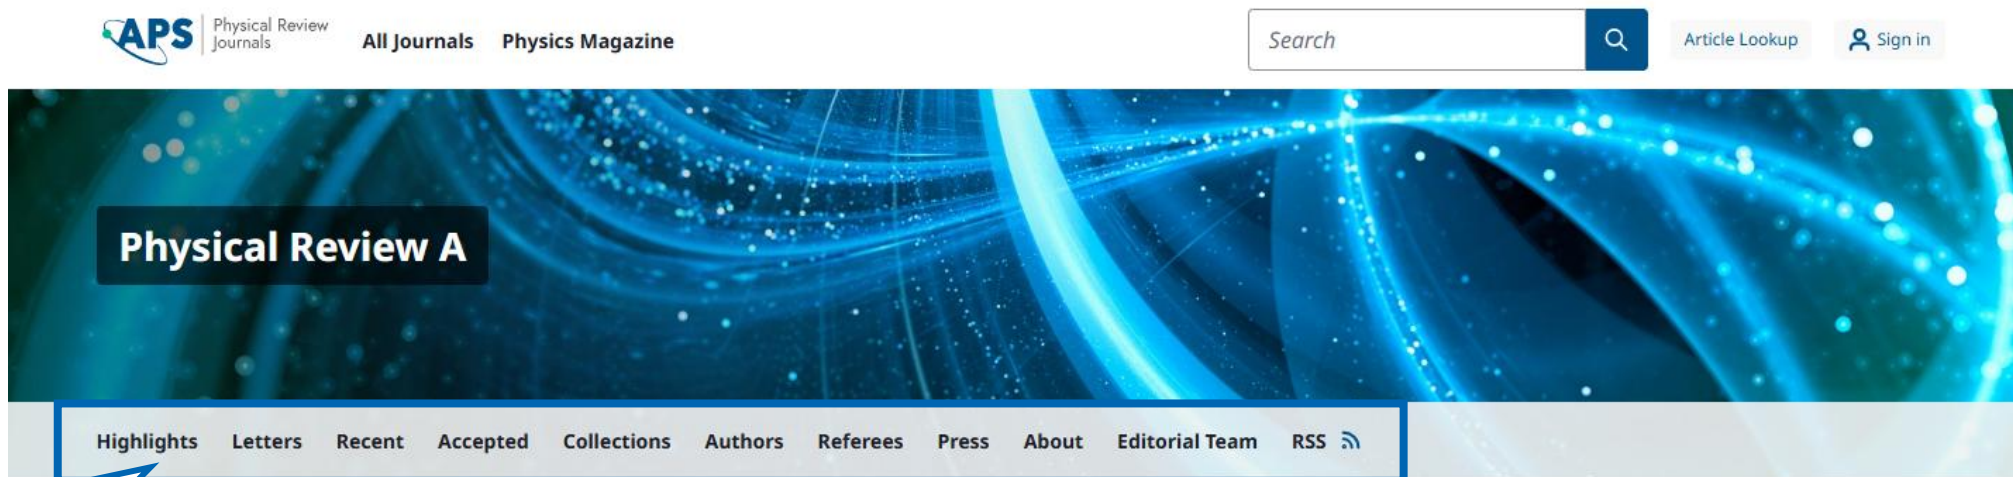 APS Physical Review Journals
All Journals Physics Magazine
Search
Article Lookup
Sign in
Physical Review A
Highlights Letters Recent Accepted Collections Authors Referees Press About Editorial Team RSS